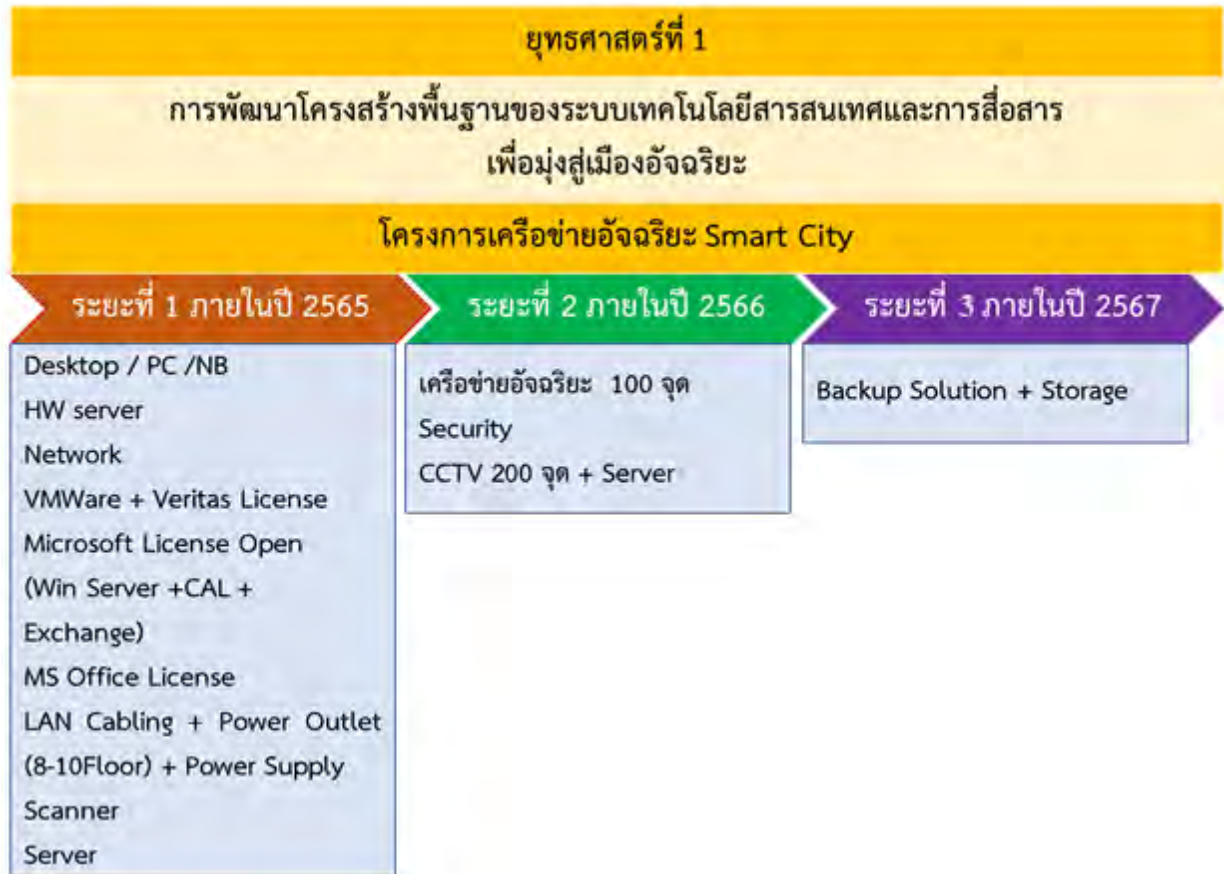 ยุทธศาสตร์ที่ 1
การพัฒนาโครงสร้างพื้นฐานของระบบเทคโนโลยีสารสนเทศและการสื่อสาร
เพื่อมุ่งสู่เมืองอัจฉริยะ
โครงการเครือข่ายอัจฉริยะ Smart City
ระยะที่ 1 ภายในปี 2565
Desktop / PC /NB
HW server
Network
VMWare + Veritas License
Microsoft License Open
(Win Server +CAL +
Exchange)
MS Office License
LAN Cabling + Power Outlet
(8-10Floor) + Power Supply
Scanner
Server
ระยะที่ 2 ภายในปี 2566
เครือข่ายอัจฉริยะ 100 จุด
Security
CCTV 200 จุด + Server
ระยะที่ 3 ภายในปี 2567
Backup Solution + Storage